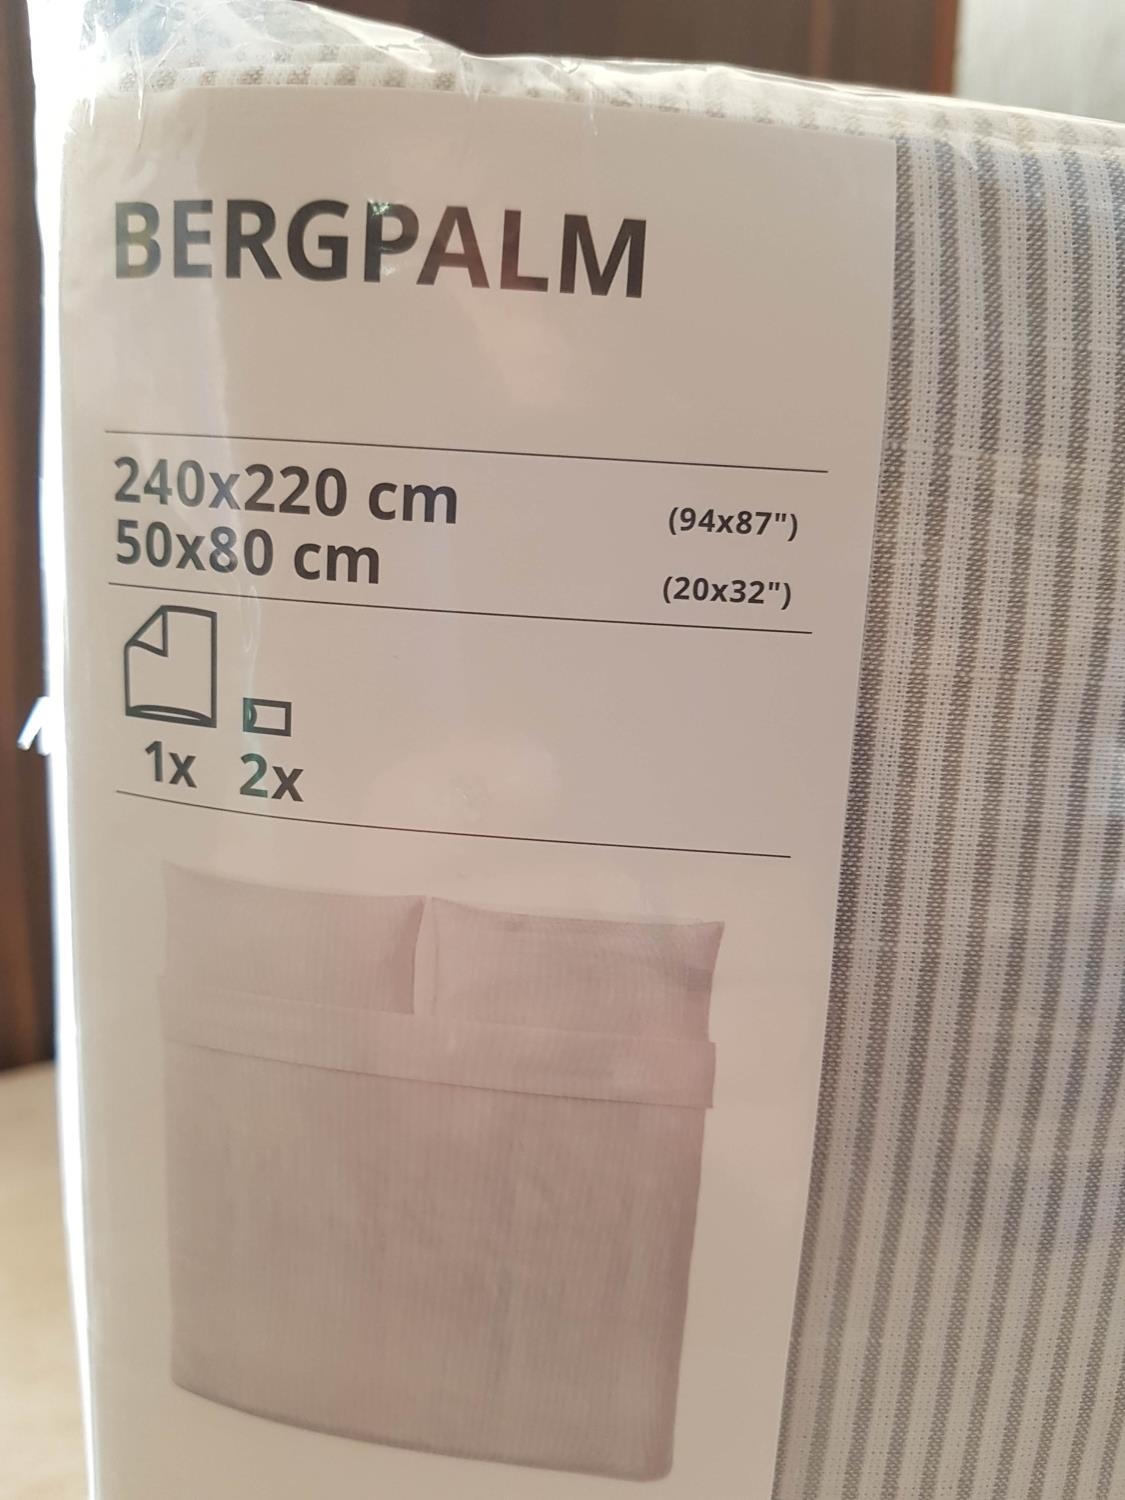 BERGPALM
240x220 cm (94x87")
50x80 cm (20x32")
1x 2x